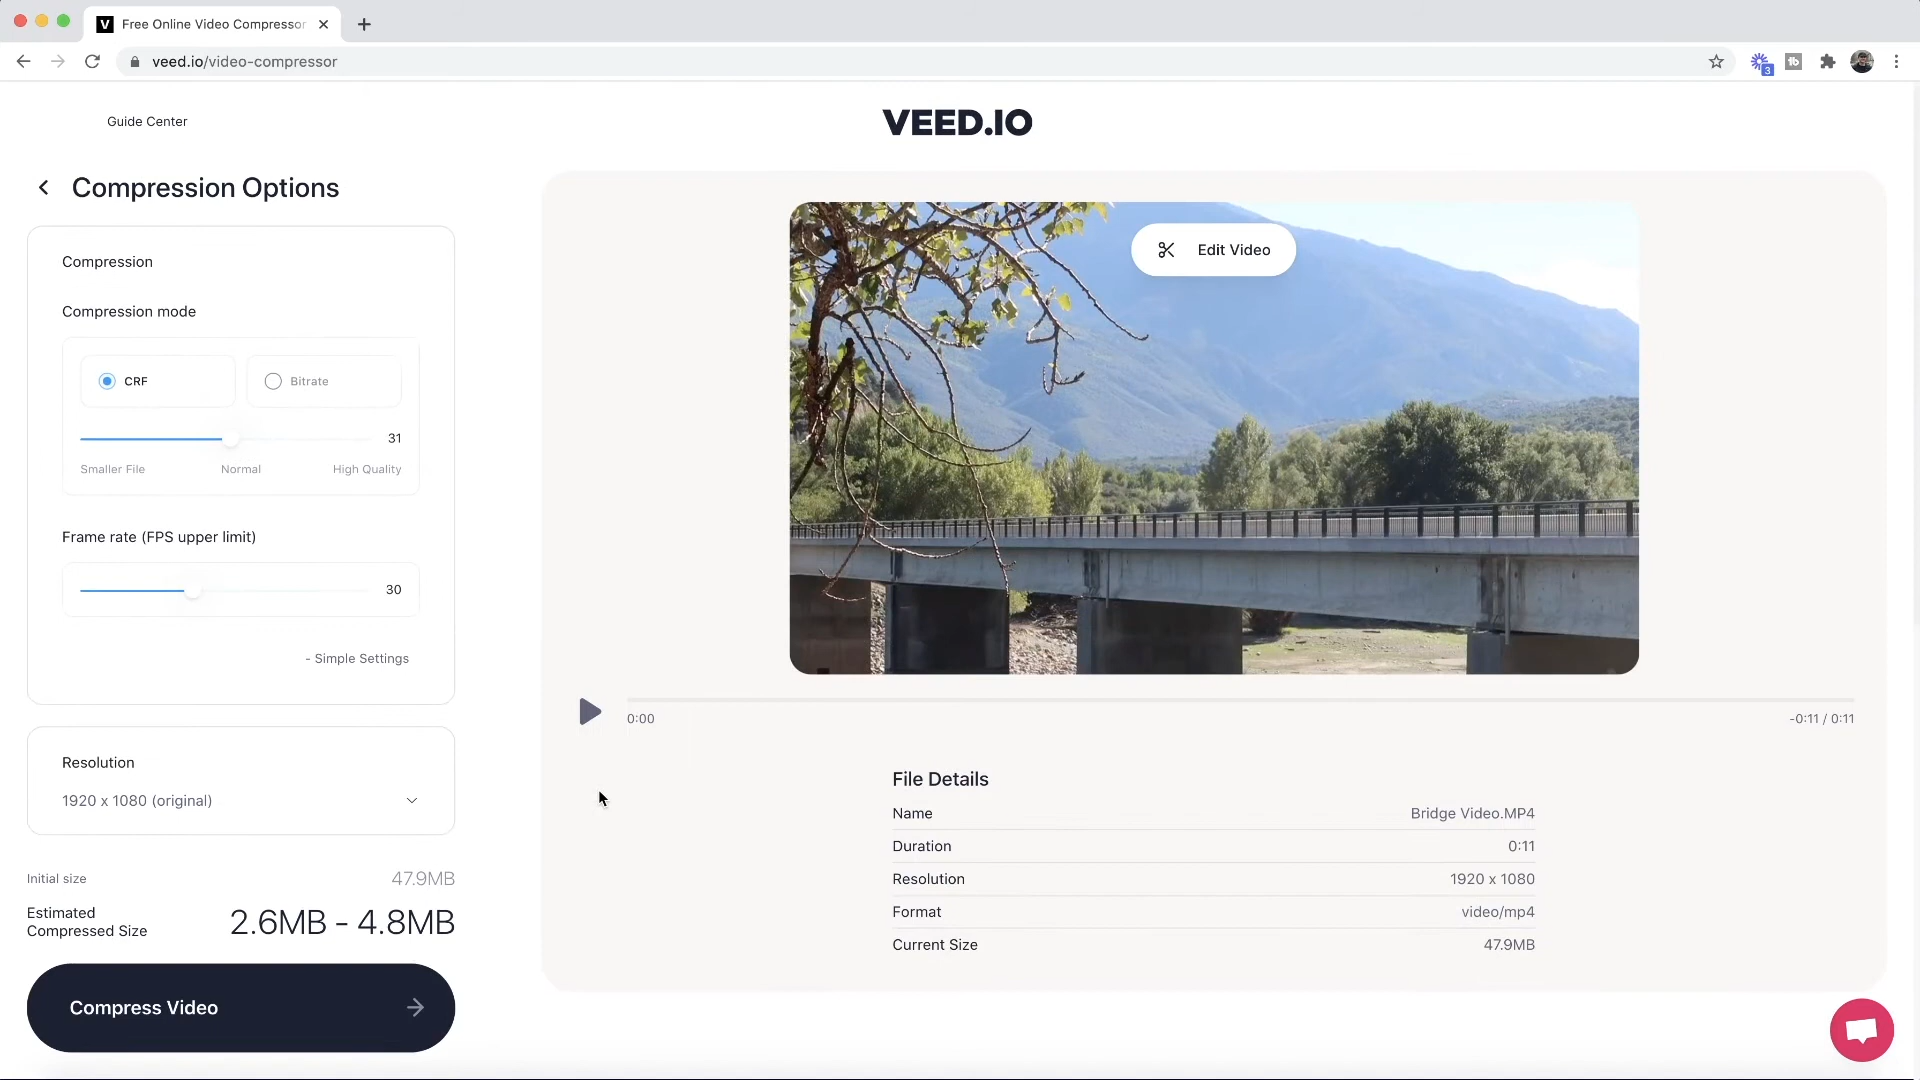 V Free Online Video Compressor
veed.io/video-compressor
3
Guide Center
VEED.IO
Compression Options
Compression
Compression mode
CRF
Bitrate
31
Smaller File
Normal
High Quality
Frame rate (FPS upper limit)
30
- Simple Settings
Resolution
1920 x 1080 (original)
Initial size
47.9MB
Estimated
Compressed Size
2.6MB - 4.8MB
Compress Video
Edit Video
0:00
-0:11 / 0:11
File Details
Name
Bridge Video.MP4
Duration
0:11
Resolution
1920 x 1080
Format
video/mp4
Current Size
47.9MB